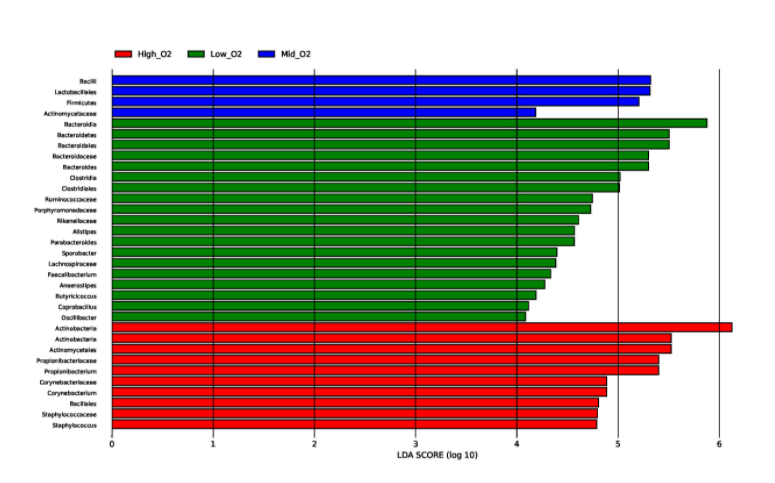 High_O2 Low_O2 Mid_O2
Bacilli
Lactobacillales
Firmicutes
Actinomycetaceae
Bacteroidia
Bacteroidetes
Bacteroidales
Bacteroidaceae
Bacteroides
Clostridia
Clostridiales
Ruminococcaceae
Porphyromonadaceae
Rikenellaceae
Alistipes
Parabacteroides
Sporobacter
Lachnospiraceae
Faecalibacterium
Anaerostipes
Butyricicoccus
Coprobacillus
Oscillibacter
Actinobacteria
Actinobacteria
Actinomycetales
Propionibacteriaceae
Propionibacterium
Corynebacteriaceae
Corynebacterium
Bacillales
Staphylococcaceae
Staphylococcus
0 1 2 3 4 5 6
LDA SCORE (log 10)